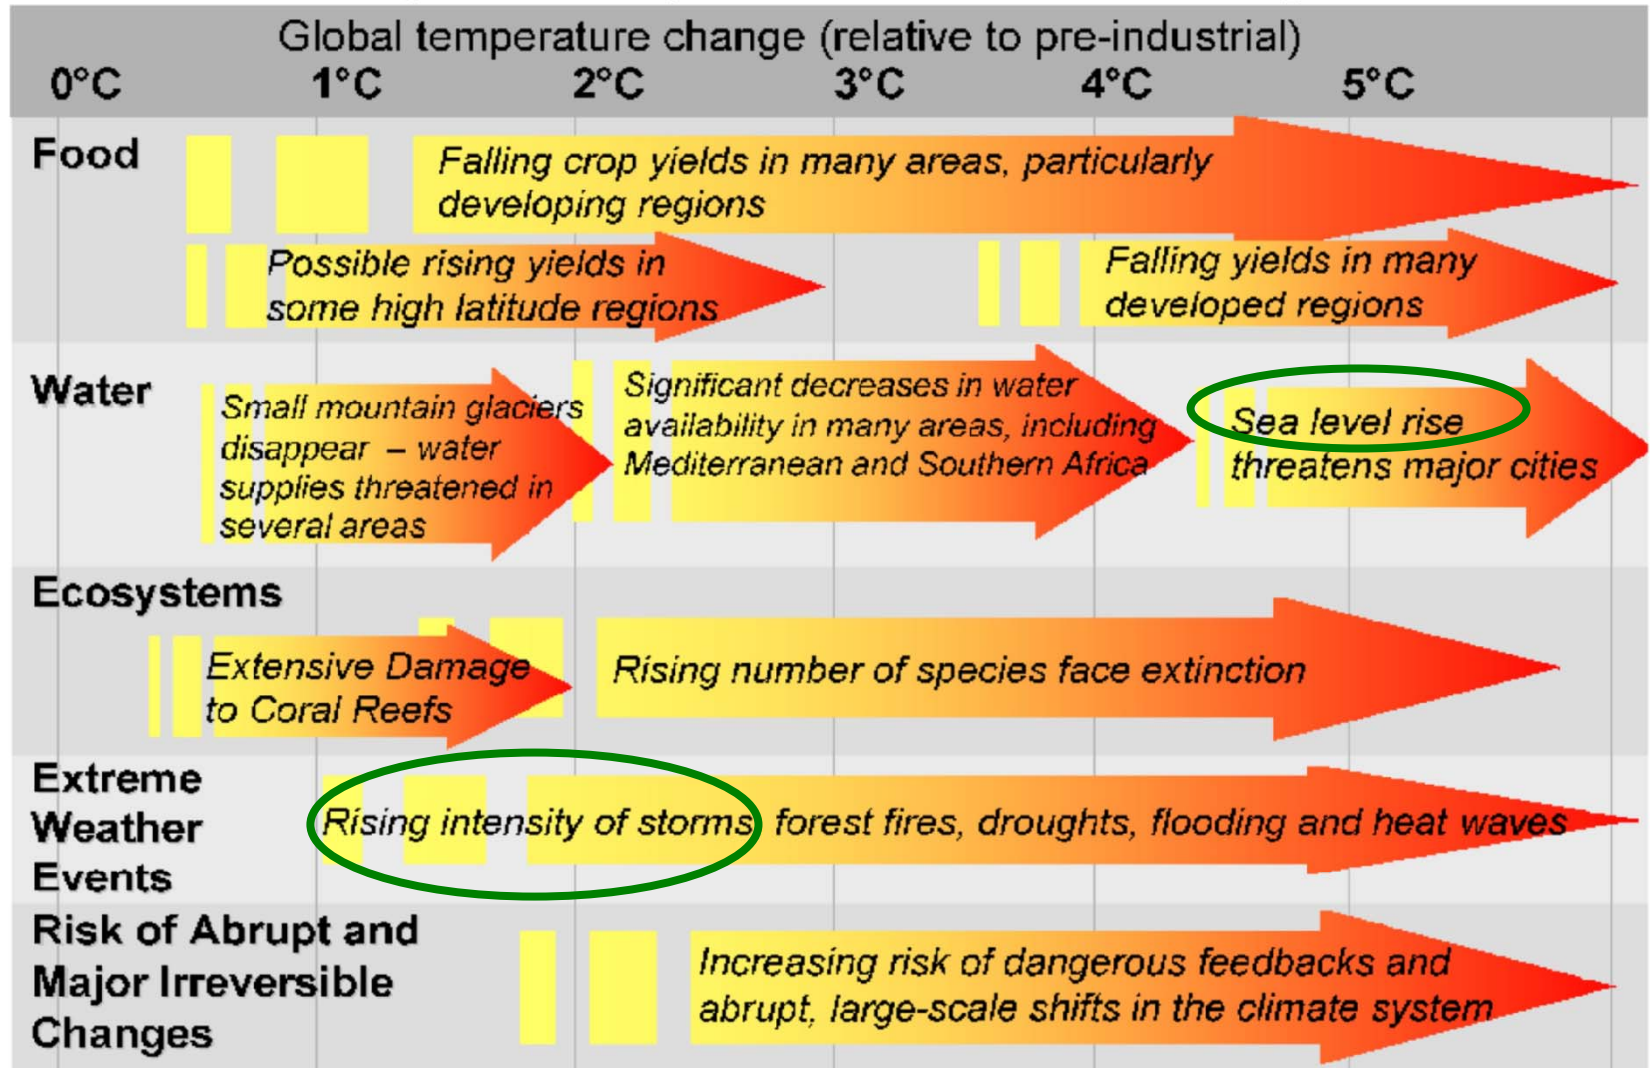 Global temperature change (relative to pre-industrial)
0°C 1°C 2°C 3°C 4°C 5°C
Food
Falling crop yields in many areas, particularly
developing regions
Possible rising yields in
some high latitude regions
Falling yields in many
developed regions
Water
Small mountain glaciers
disappear – water
supplies threatened in
several areas
Significant decreases in water
availability in many areas, including
Mediterranean and Southern Africa
Sea level rise
threatens major cities
Ecosystems
Extensive Damage
to Coral Reefs
Rising number of species face extinction
Extreme
Weather
Events
Rising intensity of storms, forest fires, droughts, flooding and heat waves
Risk of Abrupt and
Major Irreversible
Changes
Increasing risk of dangerous feedbacks and
abrupt, large-scale shifts in the climate system